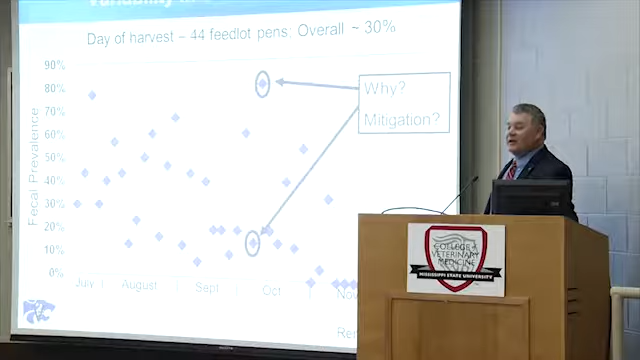 Day of harvest – 44 feedlot pens: Overall ~ 30%
90%
80%
70%
60%
50%
40%
30%
20%
10%
0%
Fecal Prevalence
July
August
Sept
Oct
Why?
Mitigation?
COLLEGE of
VETERINARY
MEDICINE
MISSISSIPPI STATE UNIVERSITY